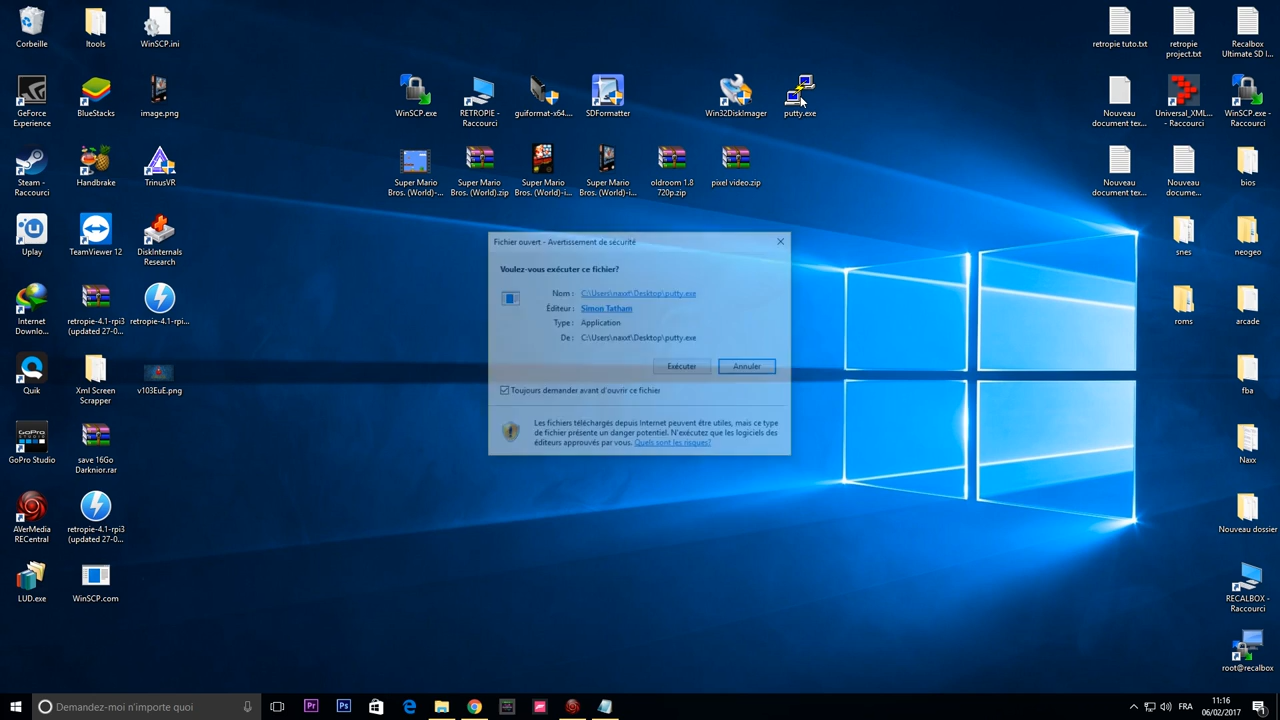 Corbeille
Itools
WinSCP.ini
GeForce
Experience
BlueStacks
image.png
Steam -
Raccourci
Handbrake
TrinusVR
Uplay
TeamViewer 12
DiskInternals
Research
Internet
Downlo...
retropie-4.1-rpi3
(updated 27-0...
retropie-4.1-rpi...
Quik
Xml Screen
Scrapper
v103EuE.png
GoPro Studio
save 16Go
Darknior.rar
AVerMedia
RECentral
retropie-4.1-rpi3
(updated 27-0...
LUD.exe
WinSCP.com
WinSCP.exe
RETROPIE -
Raccourci
guiformat-x64....
SDFormatter
Win32DiskImager
putty.exe
Super Mario
Bros. (World)-...
Super Mario
Bros. (World).zip
Super Mario
Bros. (World)-i...
Super Mario
Bros. (World)-i...
oldroom 1.8
720p.zip
pixel video.zip
Fichier ouvert - Avertissement de sécurité
Voulez-vous exécuter ce fichier?
Nom : C:\Users\naxxt\Desktop\putty.exe
Éditeur : Simon Tatham
Type : Application
De : C:\Users\naxxt\Desktop\putty.exe
Exécuter
Annuler
Toujours demander avant d'ouvrir ce fichier
Les fichiers téléchargés depuis Internet peuvent être utiles, mais ce type
de fichier présente un danger potentiel. N'exécutez que les logiciels des
éditeurs approuvés par vous. Quels sont les risques?
retropie tuto.txt
retropie
project.txt
Recalbox
Ultimate SD I...
Nouveau
document tex...
Universal_XML...
- Raccourci
WinSCP.exe -
Raccourci
Nouveau
document tex...
Nouveau
docume...
bios
snes
neogeo
roms
arcade
fba
Naxx
Nouveau dossier
RECALBOX -
Raccourci
root@recalbox
Demandez-moi n'importe quoi
Pr
Ps
FRA
11:16
06/02/2017